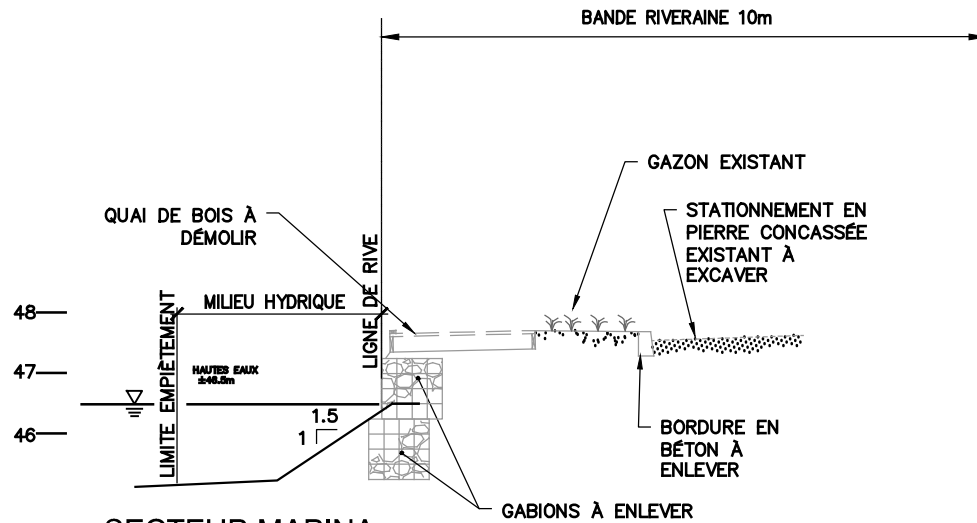 BANDE RIVERAINE 10m
GAZON EXISTANT
QUAI DE BOIS À
DÉMOLIR
STATIONNEMENT EN
PIERRE CONCASSÉE
EXISTANT À
EXCAVER
LIGNE DE RIVE
MILIEU HYDRIQUE
LIMITE EMPIÈTEMENT
48
47
46
HAUTES EAUX
±46.5m
1.5
1
BORDURE EN
BÉTON À
ENLEVER
GABIONS À ENLEVER
SECTEUR MARINA